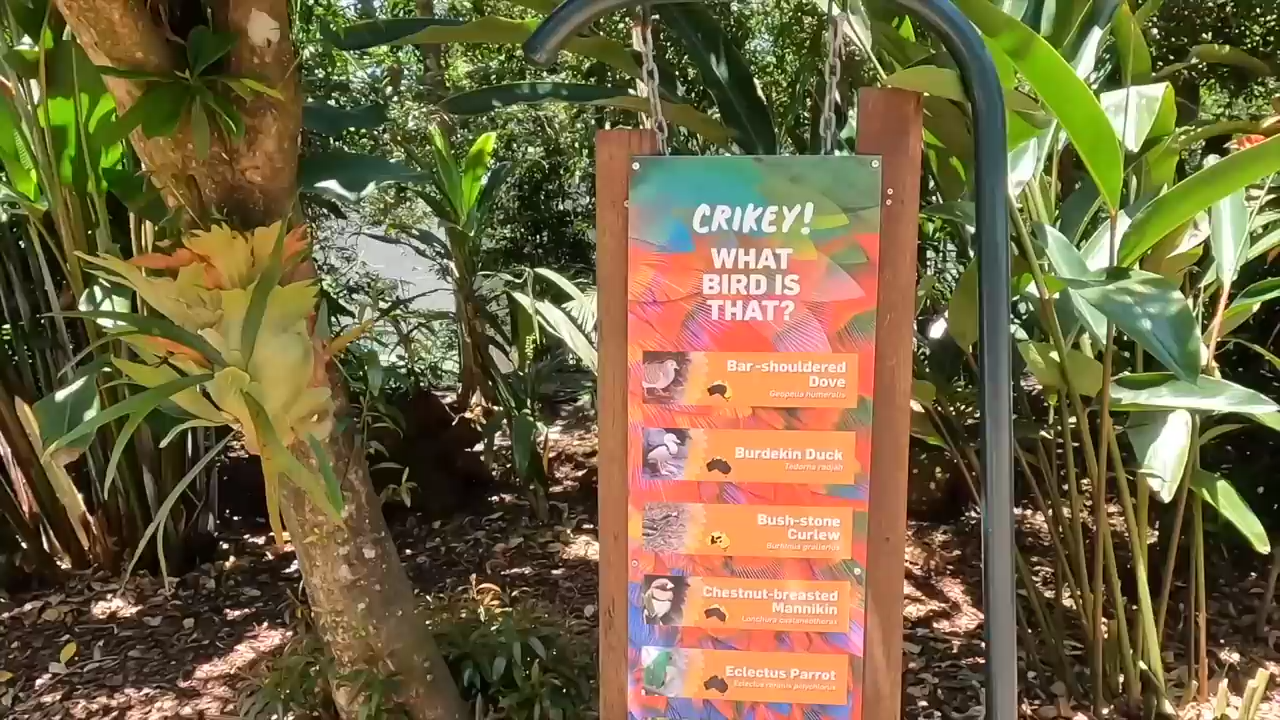 CRIKEY!
WHAT
BIRD IS
THAT?
Bar-shouldered
Dove
Geopelia humeralis
Burdekin Duck
Tadorna radjah
Bush-stone
Curlew
Burhinus grallarius
Chestnut-breasted
Mannikin
Lonchura castaneothorax
Eclectus Parrot
Eclectus roratus polychloros